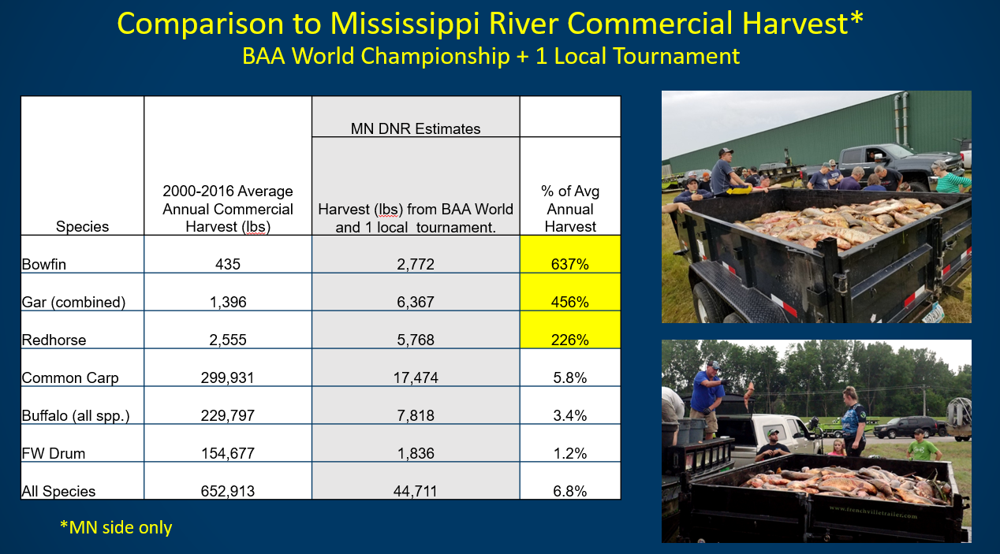 Comparison to Mississippi River Commercial Harvest*
BAA World Championship + 1 Local Tournament
MN DNR Estimates
Species
2000-2016 Average
Annual Commercial
Harvest (lbs)
Harvest (lbs) from BAA World
and 1 local tournament.
% of Avg
Annual
Harvest
Bowfin 435 2,772 637%
Gar (combined) 1,396 6,367 456%
Redhorse 2,555 5,768 226%
Common Carp 299,931 17,474 5.8%
Buffalo (all spp.) 229,797 7,818 3.4%
FW Drum 154,677 1,836 1.2%
All Species 652,913 44,711 6.8%
*MN side only
www.frenchvilletrailer.com